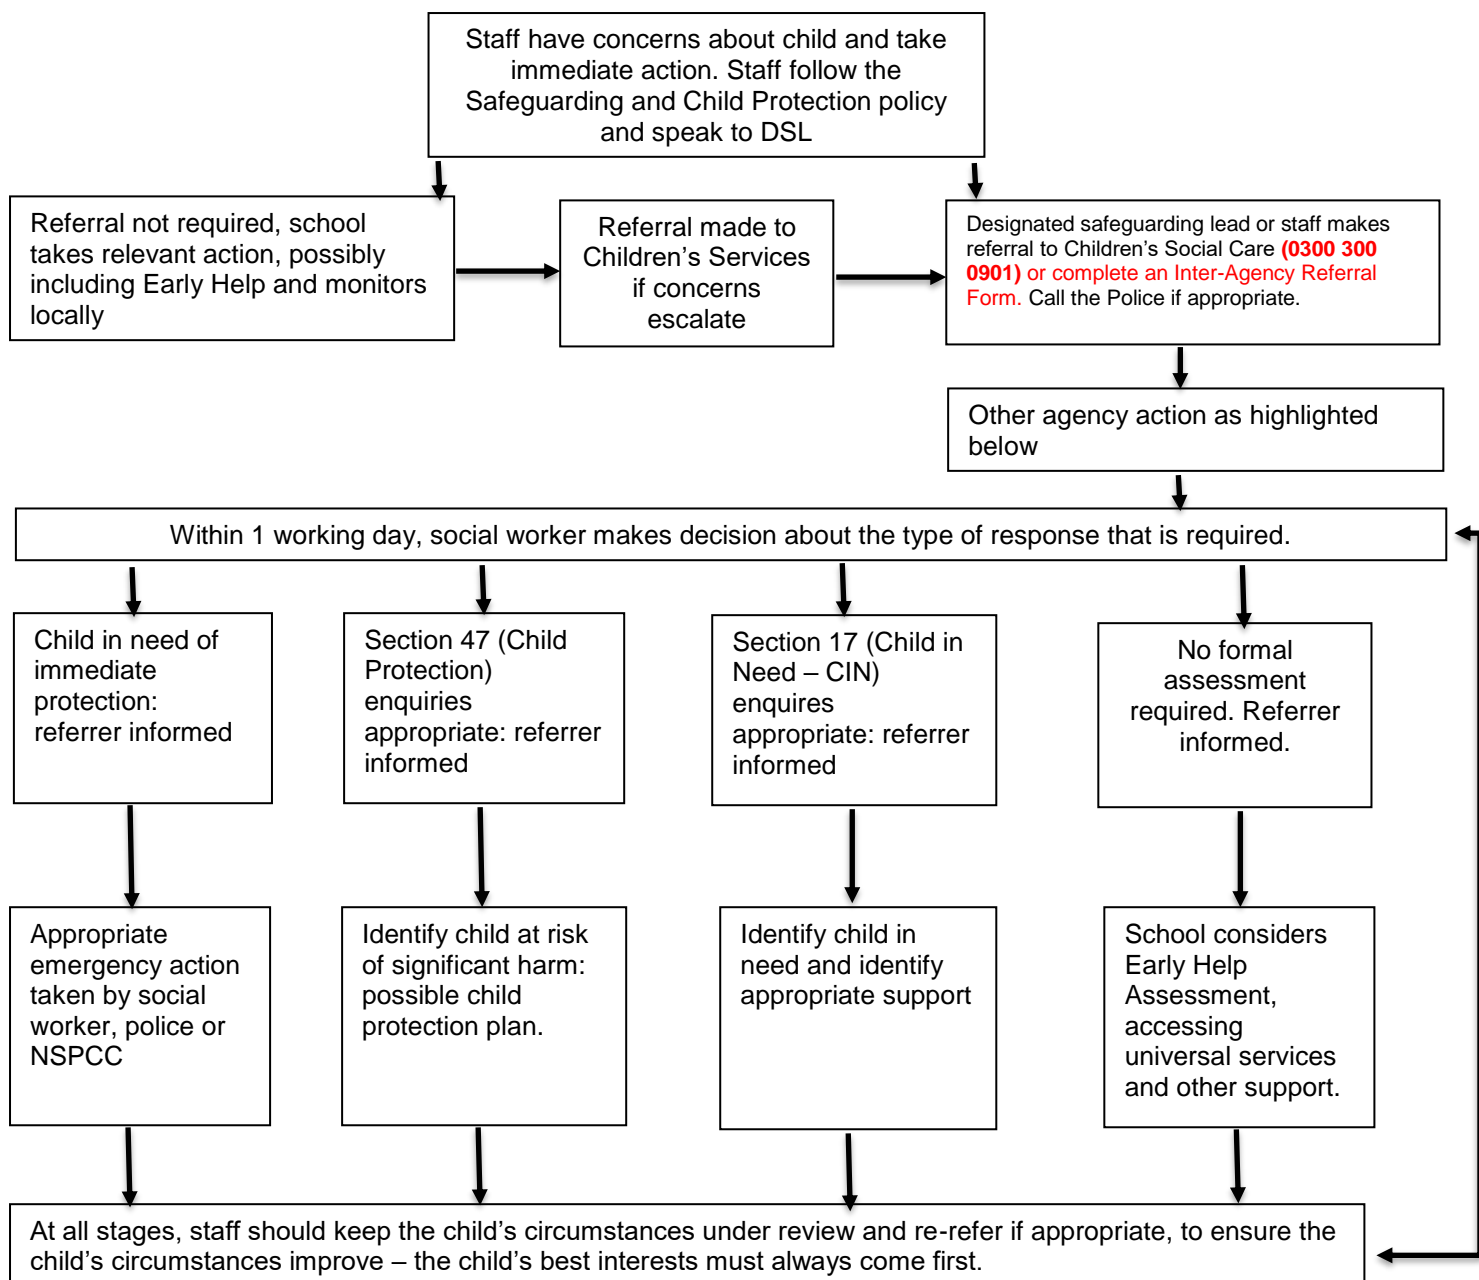 Staff have concerns about child and take
immediate action. Staff follow the
Safeguarding and Child Protection policy
and speak to DSL
Referral not required, school
takes relevant action, possibly
including Early Help and monitors
locally
Referral made to
Children’s Services
if concerns
escalate
Designated safeguarding lead or staff makes
referral to Children’s Social Care (0300 300
0901) or complete an Inter-Agency Referral
Form. Call the Police if appropriate.
Other agency action as highlighted
below
Within 1 working day, social worker makes decision about the type of response that is required.
Child in need of
immediate
protection:
referrer informed
Section 47 (Child
Protection)
enquiries
appropriate: referrer
informed
Section 17 (Child in
Need – CIN)
enquires
appropriate: referrer
informed
No formal
assessment
required. Referrer
informed.
Appropriate
emergency action
taken by social
worker, police or
NSPCC
Identify child at risk
of significant harm:
possible child
protection plan.
Identify child in
need and identify
appropriate support
School considers
Early Help
Assessment,
accessing
universal services
and other support.
At all stages, staff should keep the child’s circumstances under review and re-refer if appropriate, to ensure the
child’s circumstances improve – the child’s best interests must always come first.